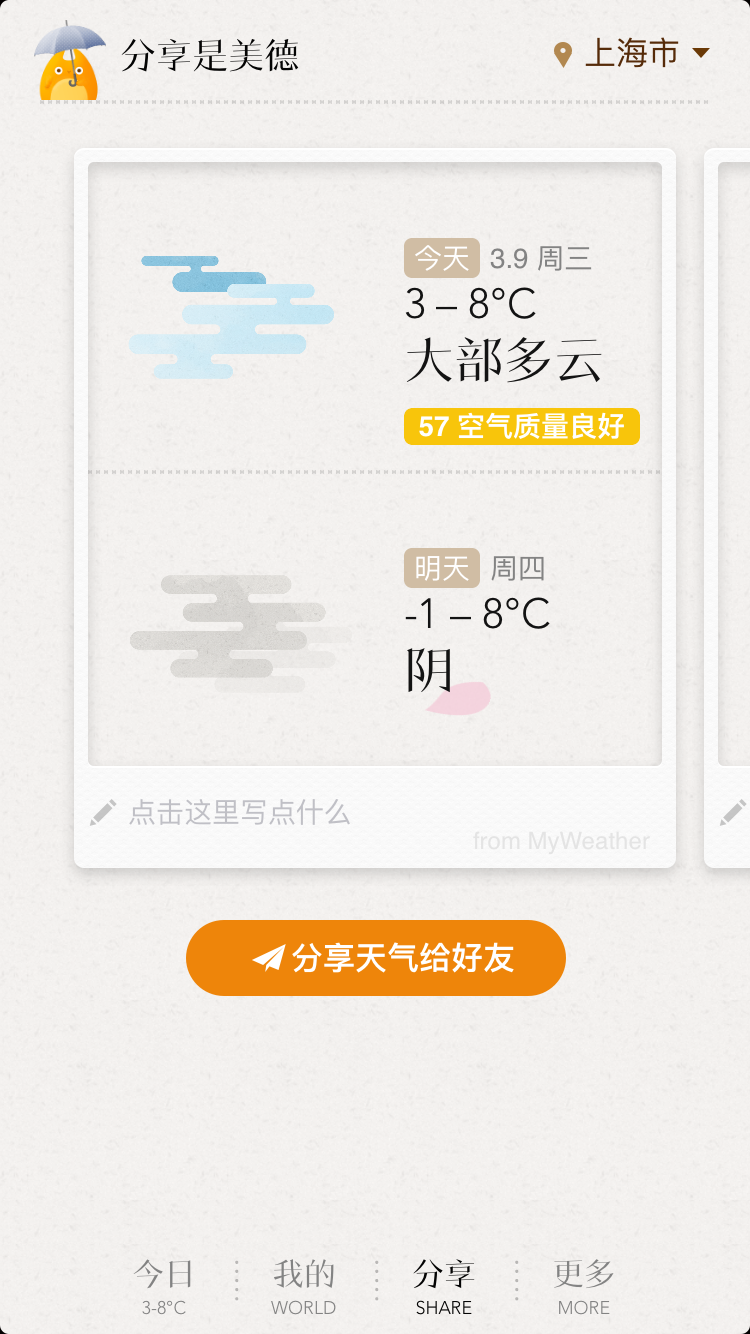 分享是美德
上海市
今天 3.9 周三
3 – 8°C
大部多云
57 空气质量良好
明天 周四
-1 – 8°C
阴
点击这里写点什么
from MyWeather
分享天气给好友
今日 我的 分享 更多
3-8°C WORLD SHARE MORE